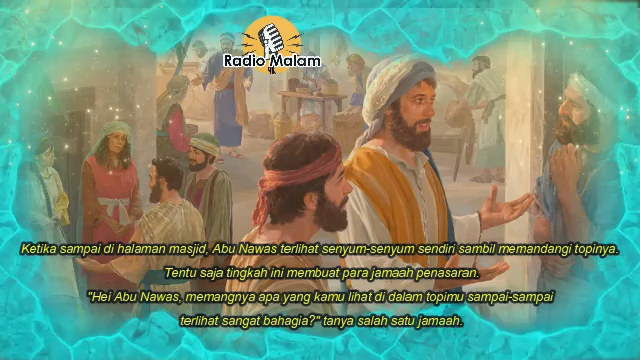 Radio Malam
Ketika sampai di halaman masjid, Abu Nawas terlihat senyum-senyum sendiri sambil memandangi topinya.
Tentu saja tingkah ini membuat para jamaah penasaran.
"Hei Abu Nawas, memangnya apa yang kamu lihat di dalam topimu sampai-sampai
terlihat sangat bahagia?" tanya salah satu jamaah.